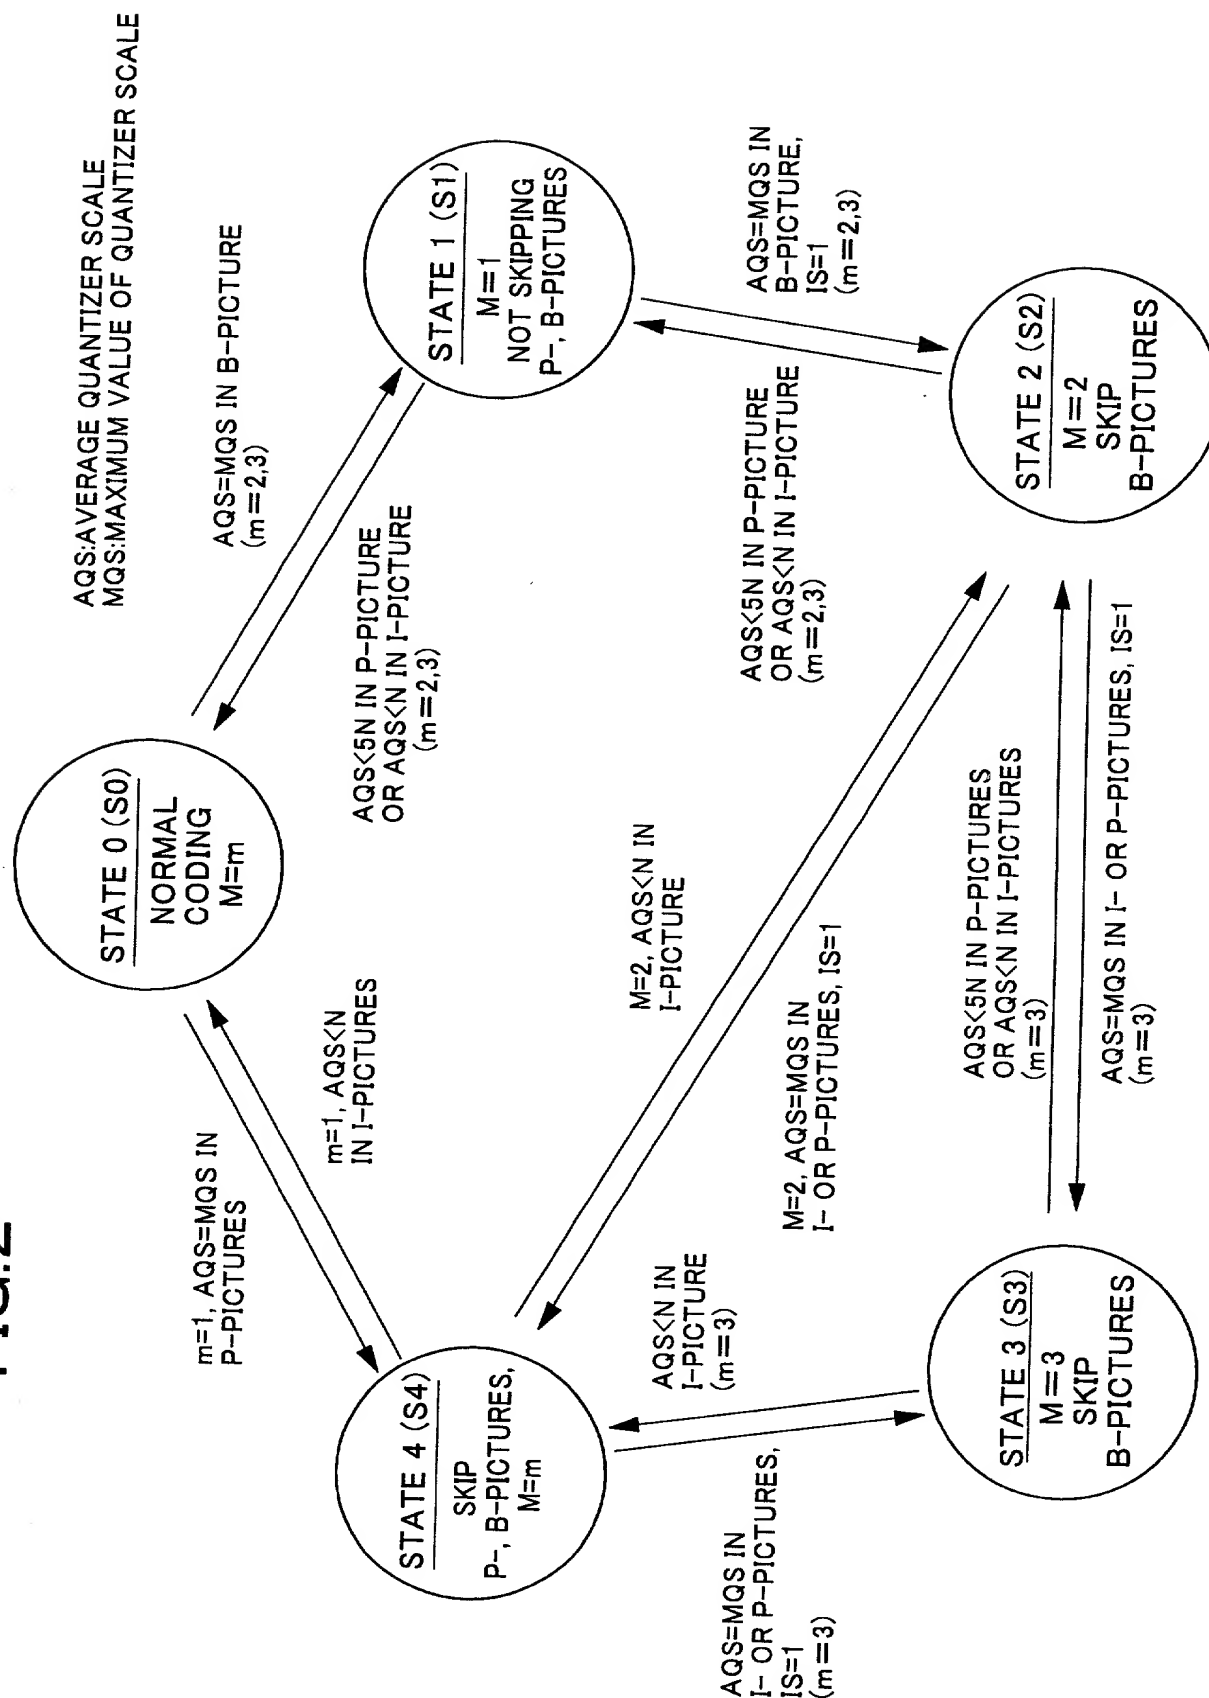 AQS:AVERAGE QUANTIZER SCALE
MQS:MAXIMUM VALUE OF QUANTIZER SCALE
STATE 0 (S0)
NORMAL
CODING
M=m
m=1, AQS=MQS IN
P-PICTURES
m=1, AQS<N
IN I-PICTURES
AQS=MQS IN B-PICTURE
(m=2,3)
AQS<5N IN P-PICTURE
OR AQS<N IN I-PICTURE
(m=2,3)
STATE 4 (S4)
SKIP
P-, B-PICTURES,
M=m
STATE 1 (S1)
M=1
NOT SKIPPING
P-, B-PICTURES
M=2, AQS<N IN
I-PICTURE
M=2, AQS=MQS IN
I- OR P-PICTURES, IS=1
AQS<N IN
I-PICTURE
(m=3)
AQS=MQS IN
I- OR P-PICTURES,
IS=1
(m=3)
AQS<5N IN P-PICTURE
OR AQS<N IN I-PICTURE
(m=2,3)
AQS=MQS IN
B-PICTURE,
IS=1
(m=2,3)
STATE 3 (S3)
M=3
SKIP
B-PICTURES
AQS<5N IN P-PICTURES
OR AQS<N IN I-PICTURES
(m=3)
AQS=MQS IN I- OR P-PICTURES, IS=1
(m=3)
STATE 2 (S2)
M=2
SKIP
B-PICTURES